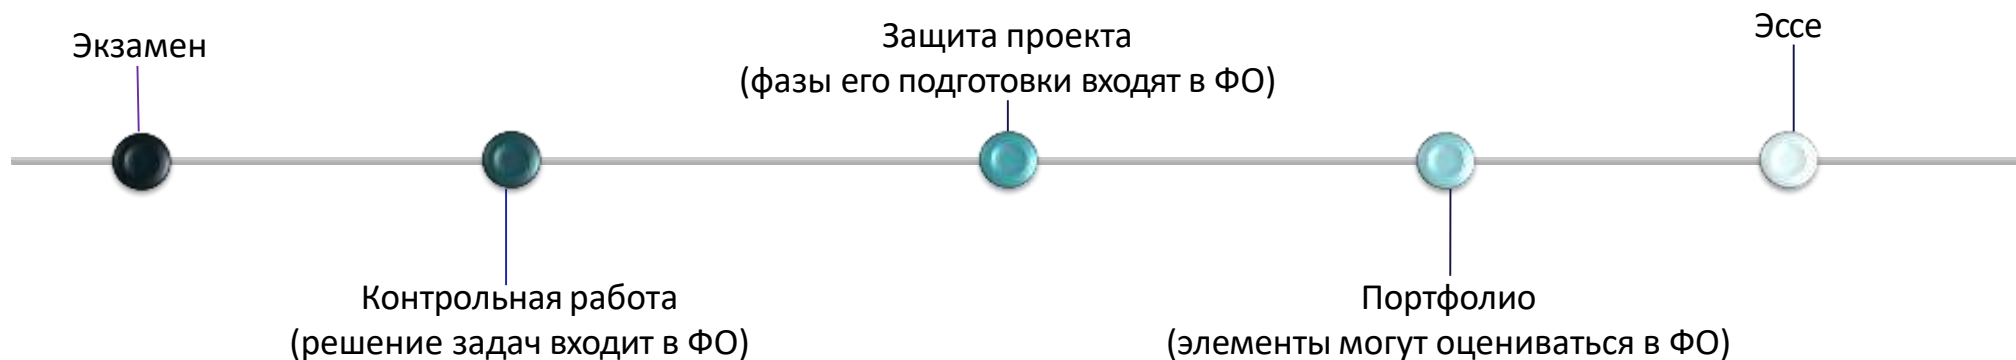 Экзамен
Контрольная работа
(решение задач входит в ФО)
Защита проекта
(фазы его подготовки входят в ФО)
Портфолио
(элементы могут оцениваться в ФО)
Эссе